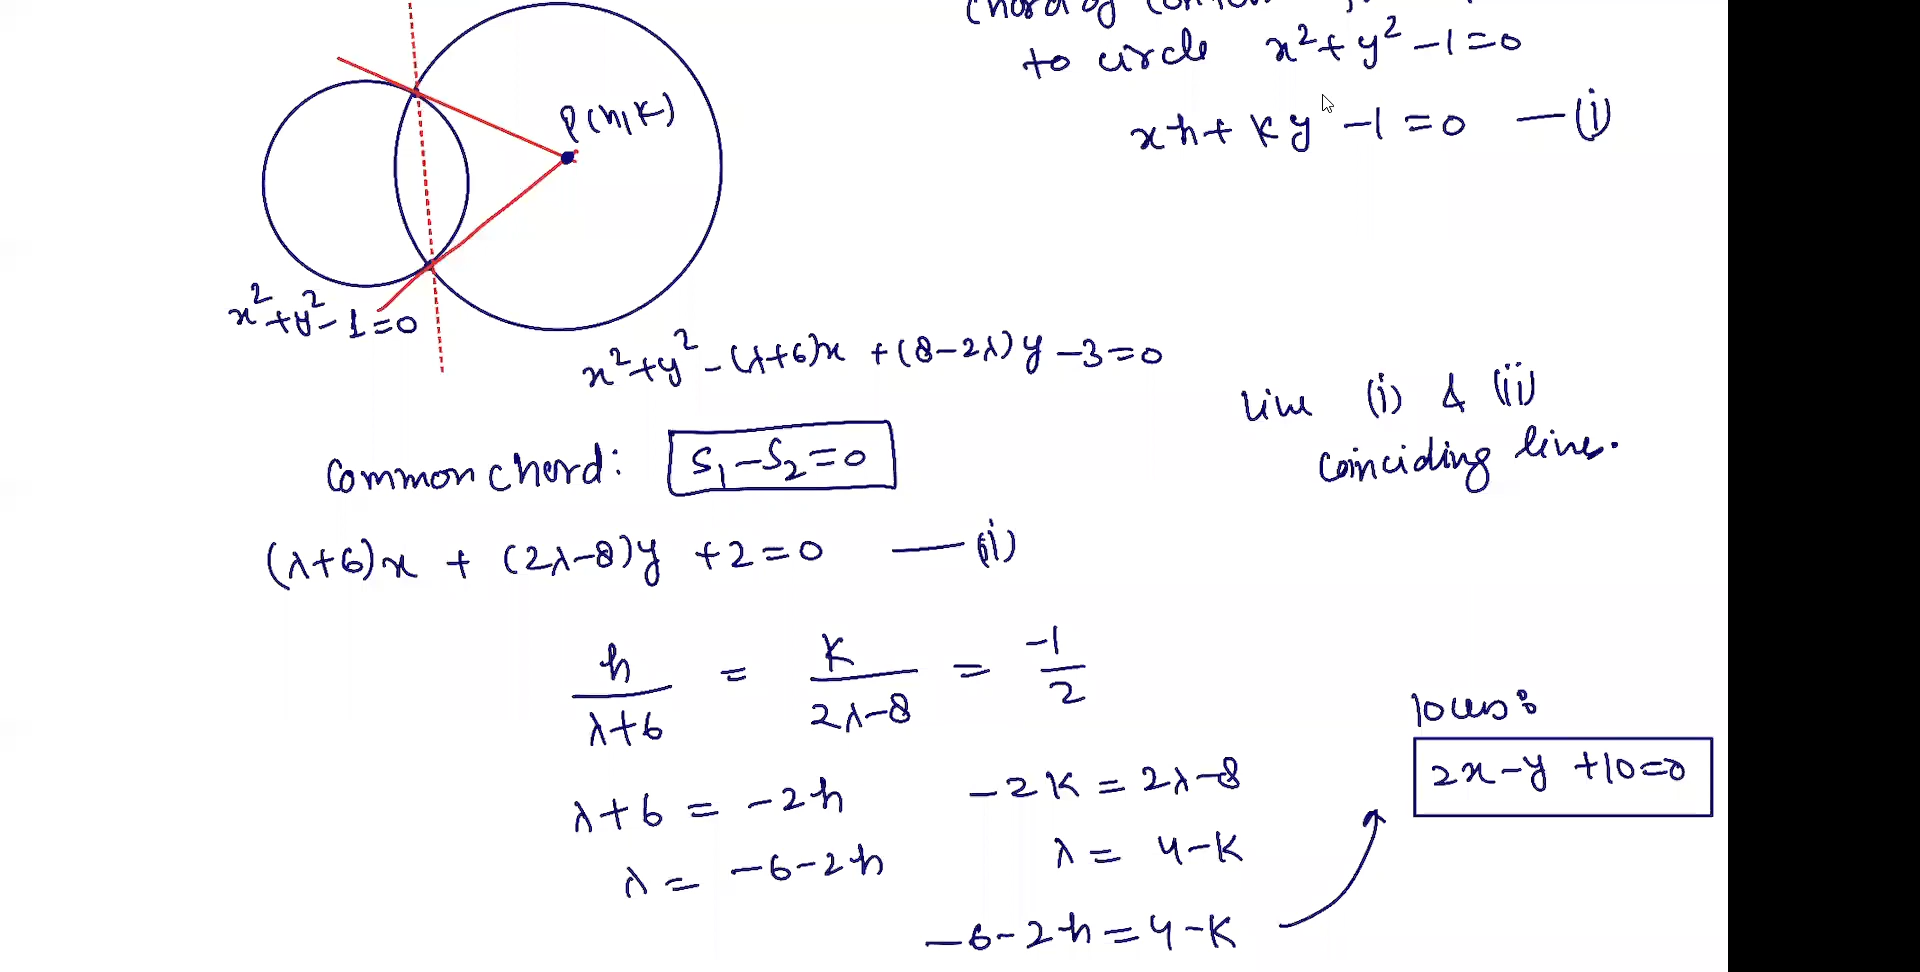 chord of
to circle x² + y² - 1 = 0
xh + ky - 1 = 0 — (i)
P(h, k)
x² + y² - 1 = 0
x² + y² - (λ+6)x + (8-2λ)y - 3 = 0
line (i) & (ii)
coinciding lines.
Common chord: S₁ - S₂ = 0
(λ+6)x + (2λ-8)y + 2 = 0 — (ii)
h/(λ+6) = k/(2λ-8) = -1/2
locus:
2x - y + 10 = 0
λ+6 = -2h
-2k = 2λ-8
λ = -6-2h
λ = 4-k
-6-2h = 4-k